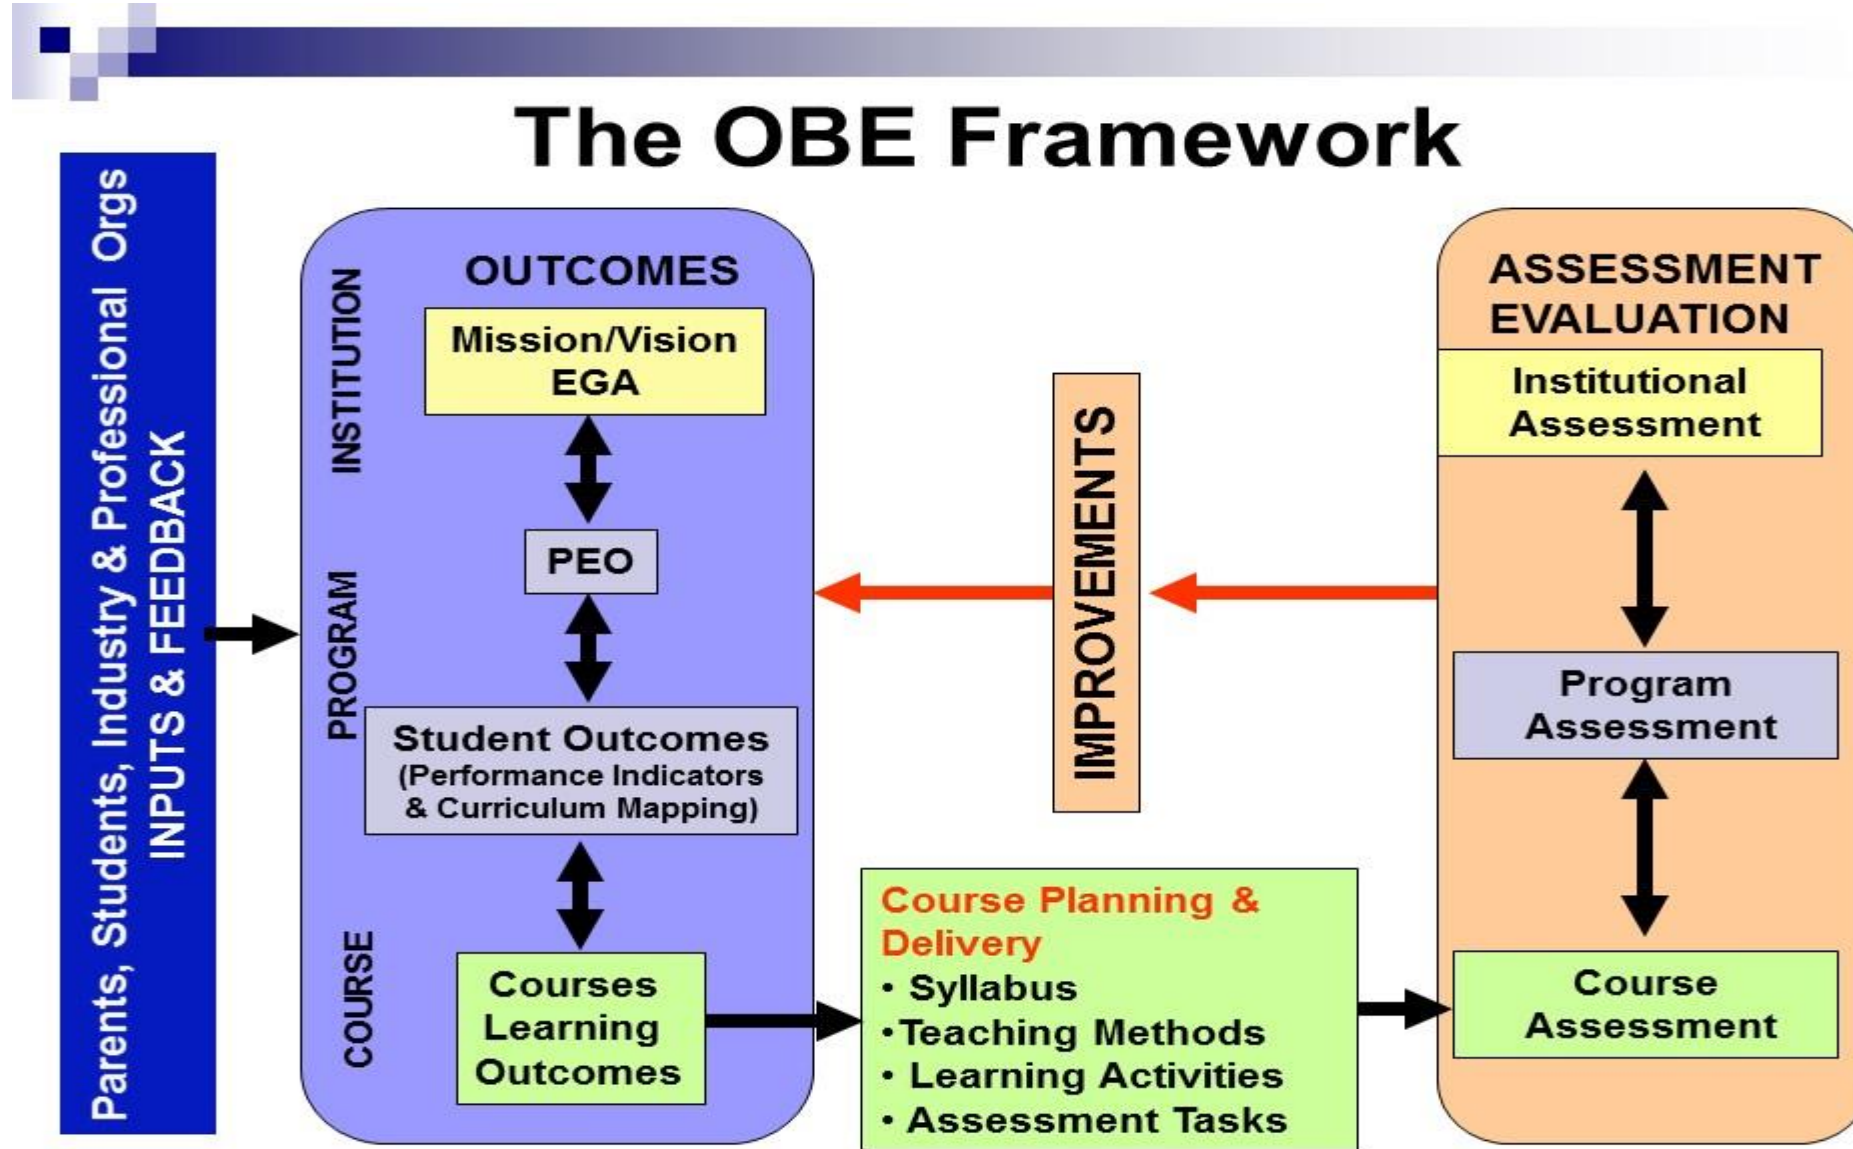 The OBE Framework
Parents, Students, Industry & Professional Orgs
INPUTS & FEEDBACK
INSTITUTION
PROGRAM
COURSE
OUTCOMES
Mission/Vision
EGA
PEO
Student Outcomes
(Performance Indicators
& Curriculum Mapping)
Courses
Learning
Outcomes
Course Planning &
Delivery
• Syllabus
•Teaching Methods
• Learning Activities
• Assessment Tasks
IMPROVEMENTS
ASSESSMENT
EVALUATION
Institutional
Assessment
Program
Assessment
Course
Assessment